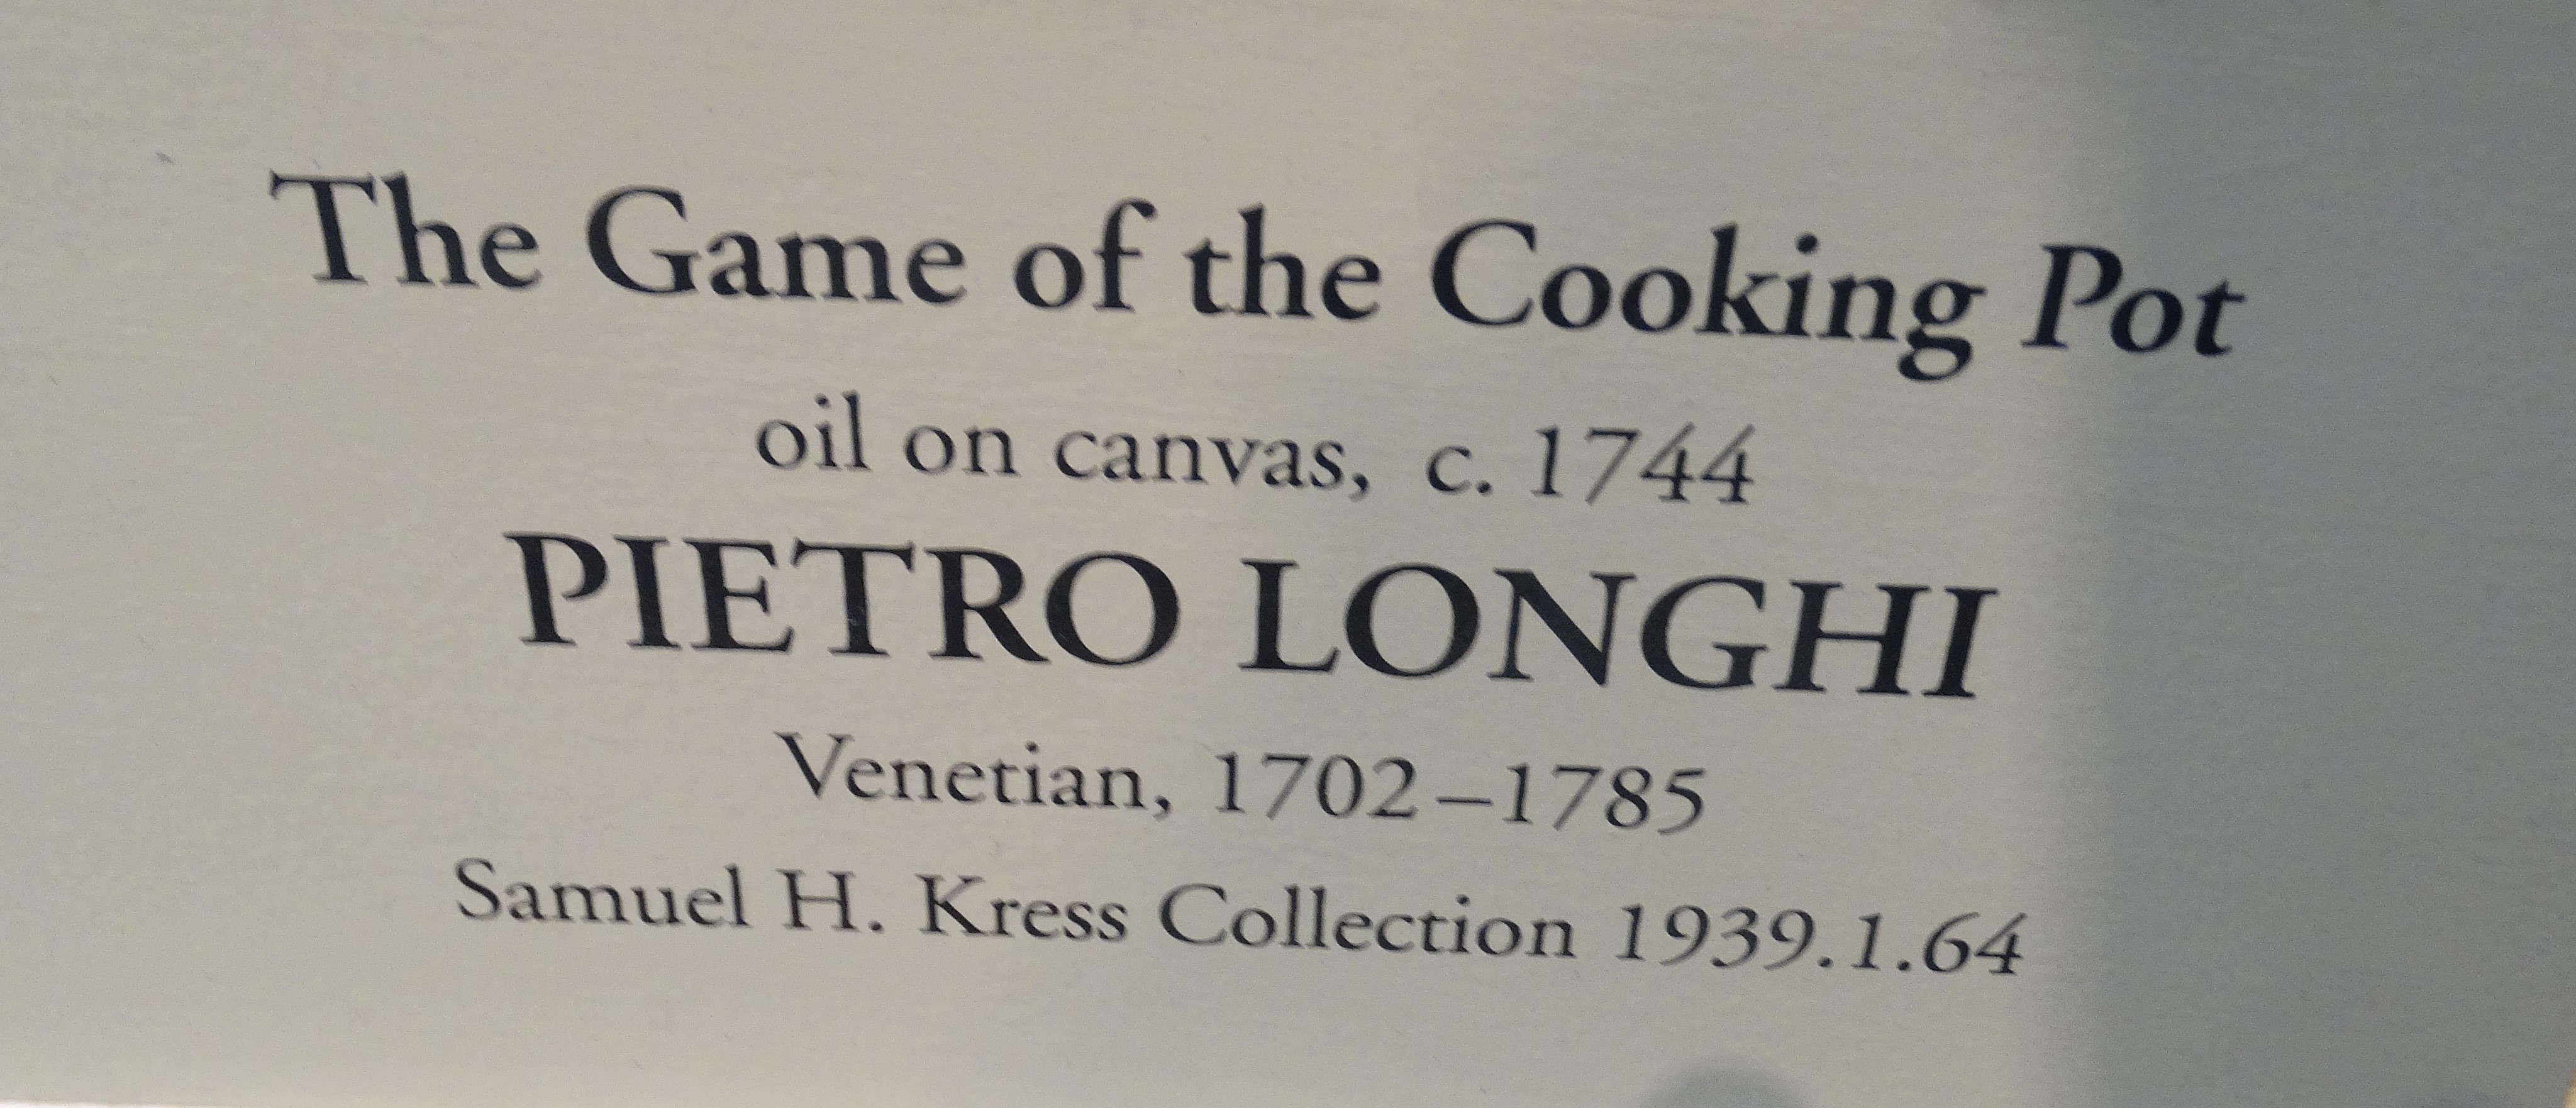 The Game of the Cooking Pot
oil on canvas, c. 1744
PIETRO LONGHI
Venetian, 1702–1785
Samuel H. Kress Collection 1939.1.64